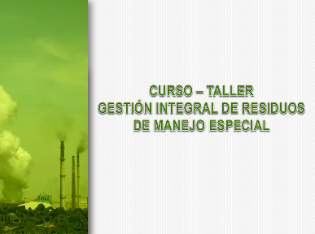 CURSO – TALLER
GESTIÓN INTEGRAL DE RESIDUOS
DE MANEJO ESPECIAL